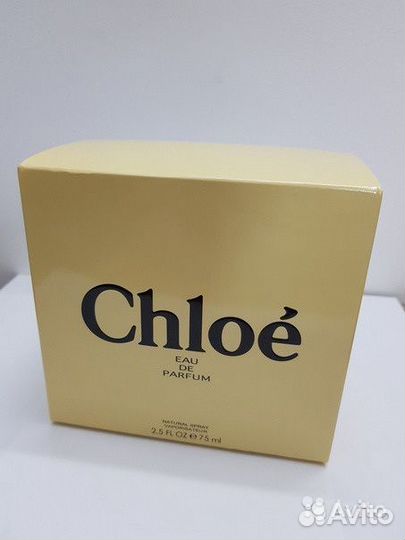 Chloé
EAU
DE
PARFUM
NATURAL SPRAY
VAPORISATEUR
2.5 FL OZ e 75 ml
Avito